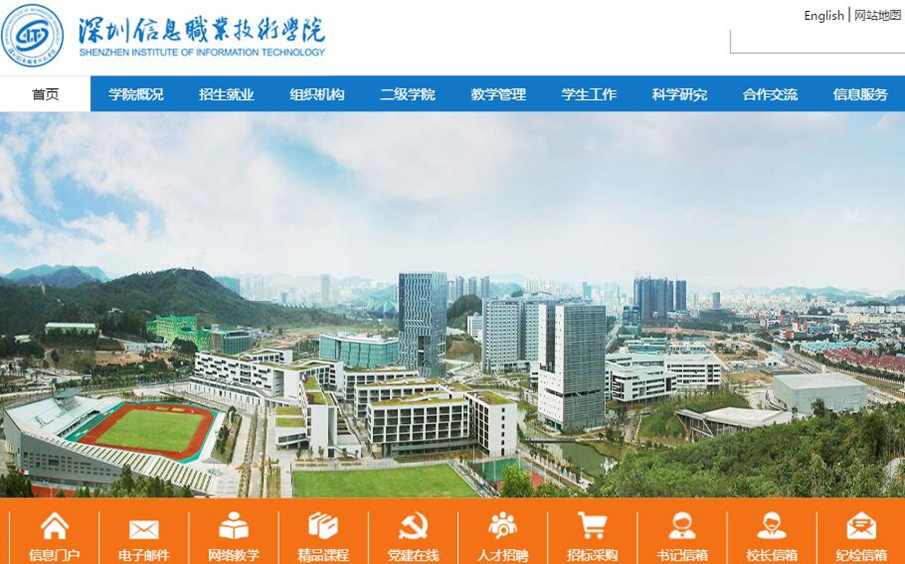 English | 网站地图
深圳信息職業技術學院
SHENZHEN INSTITUTE OF INFORMATION TECHNOLOGY
首页 学院概况 招生就业 组织机构 二级学院 教学管理 学生工作 科学研究 合作交流 信息服务
信息门户 电子邮件 网络教学 精品课程 党建在线 人才招聘 招标采购 书记信箱 校长信箱 纪检信箱